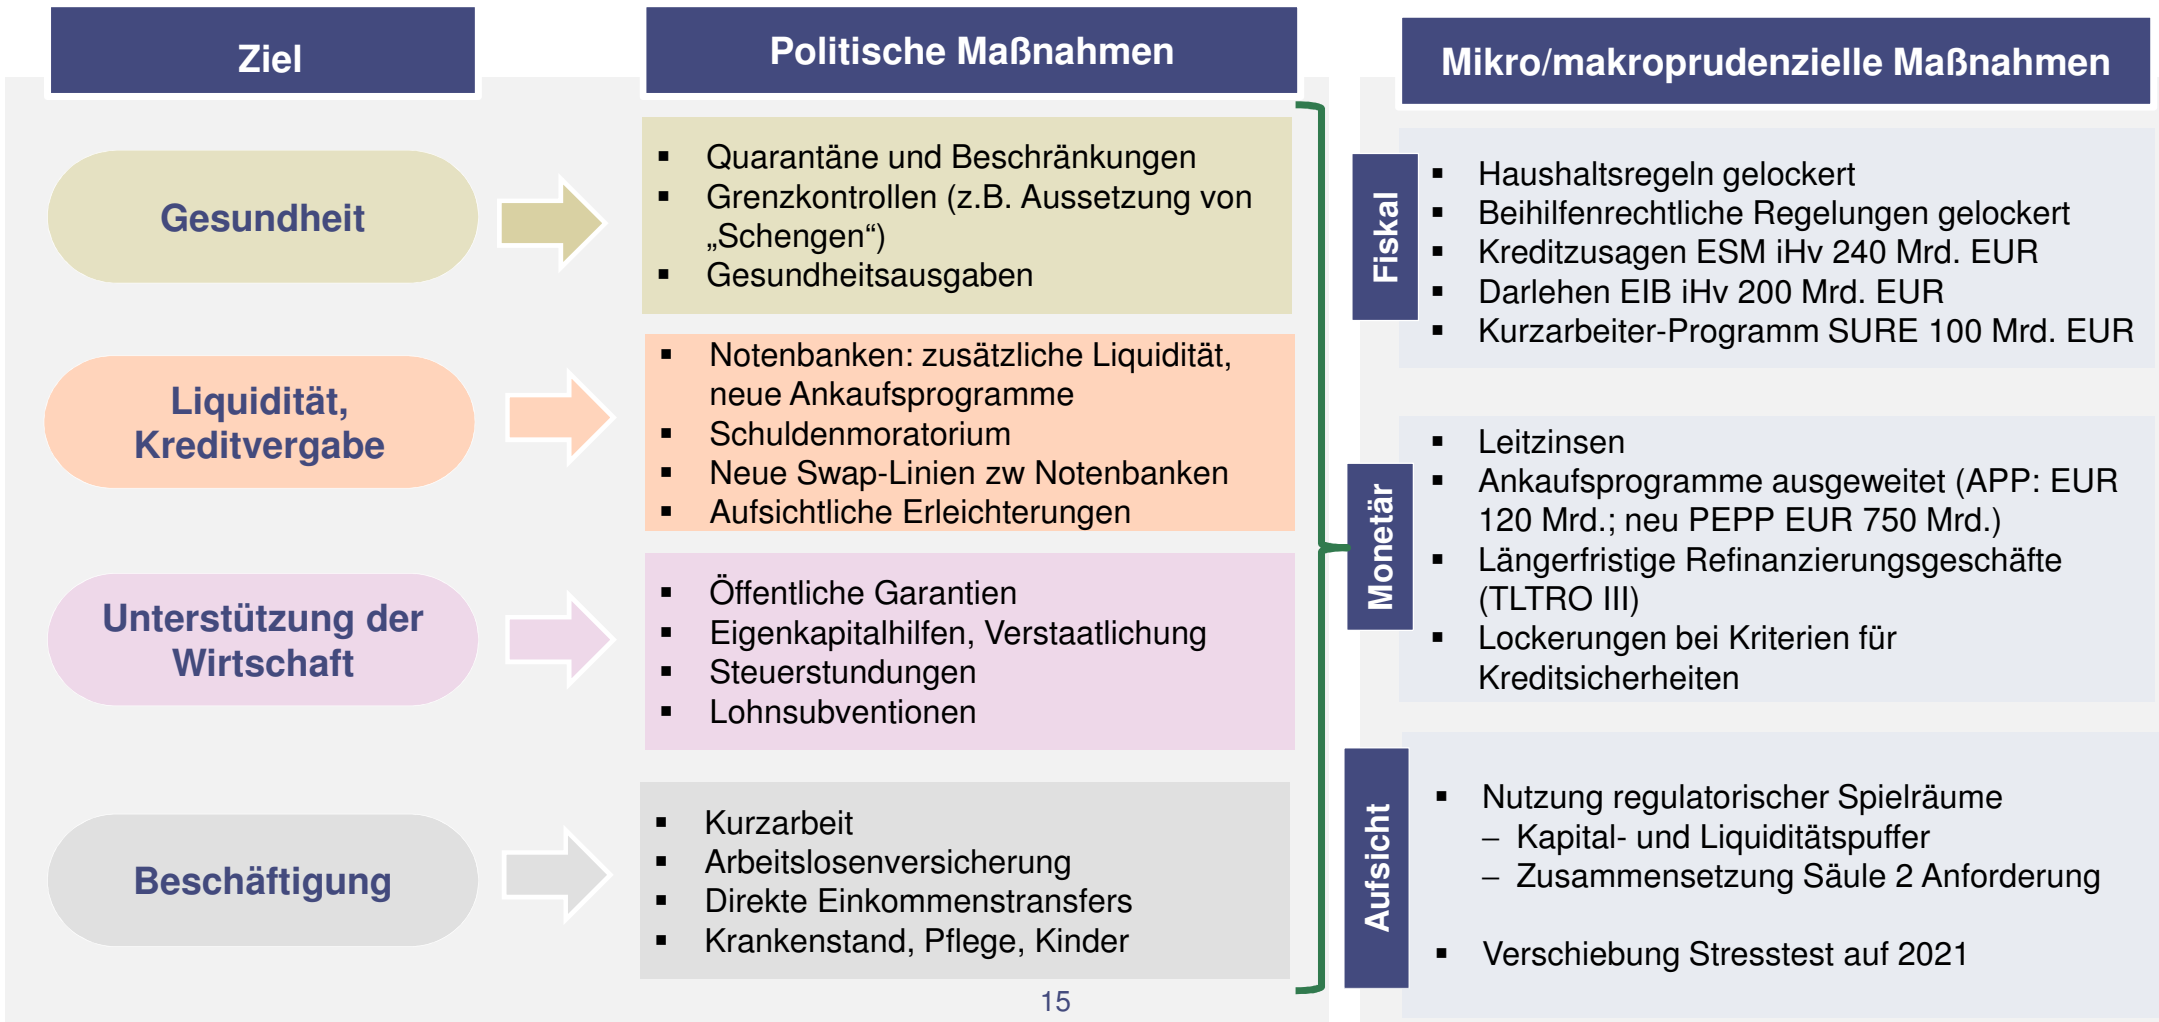 Ziel
Politische Maßnahmen
Mikro/makroprudenzielle Maßnahmen
Gesundheit
▪ Quarantäne und Beschränkungen
▪ Grenzkontrollen (z.B. Aussetzung von
„Schengen“)
▪ Gesundheitsausgaben
Liquidität,
Kreditvergabe
▪ Notenbanken: zusätzliche Liquidität,
neue Ankaufsprogramme
▪ Schuldenmoratorium
▪ Neue Swap-Linien zw Notenbanken
▪ Aufsichtliche Erleichterungen
Unterstützung der
Wirtschaft
▪ Öffentliche Garantien
▪ Eigenkapitalhilfen, Verstaatlichung
▪ Steuerstundungen
▪ Lohnsubventionen
Beschäftigung
▪ Kurzarbeit
▪ Arbeitslosenversicherung
▪ Direkte Einkommenstransfers
▪ Krankenstand, Pflege, Kinder
Fiskal
▪ Haushaltsregeln gelockert
▪ Beihilfenrechtliche Regelungen gelockert
▪ Kreditzusagen ESM iHv 240 Mrd. EUR
▪ Darlehen EIB iHv 200 Mrd. EUR
▪ Kurzarbeiter-Programm SURE 100 Mrd. EUR
Monetär
▪ Leitzinsen
▪ Ankaufsprogramme ausgeweitet (APP: EUR
120 Mrd.; neu PEPP EUR 750 Mrd.)
▪ Längerfristige Refinanzierungsgeschäfte
(TLTRO III)
▪ Lockerungen bei Kriterien für
Kreditsicherheiten
Aufsicht
▪ Nutzung regulatorischer Spielräume
– Kapital- und Liquiditätspuffer
– Zusammensetzung Säule 2 Anforderung
▪ Verschiebung Stresstest auf 2021
15